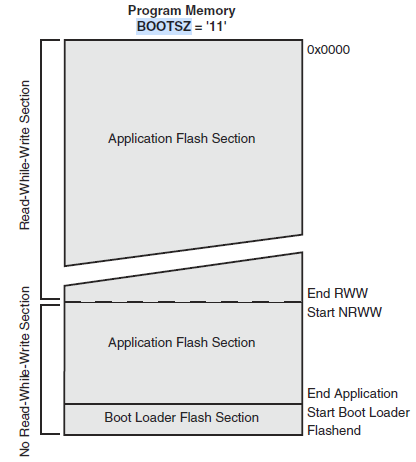 Program Memory
BOOTSZ = '11'
0x0000
Read-While-Write Section
Application Flash Section
End RWW
Start NRWW
No Read-While-Write Section
Application Flash Section
End Application
Start Boot Loader
Boot Loader Flash Section
Flashend